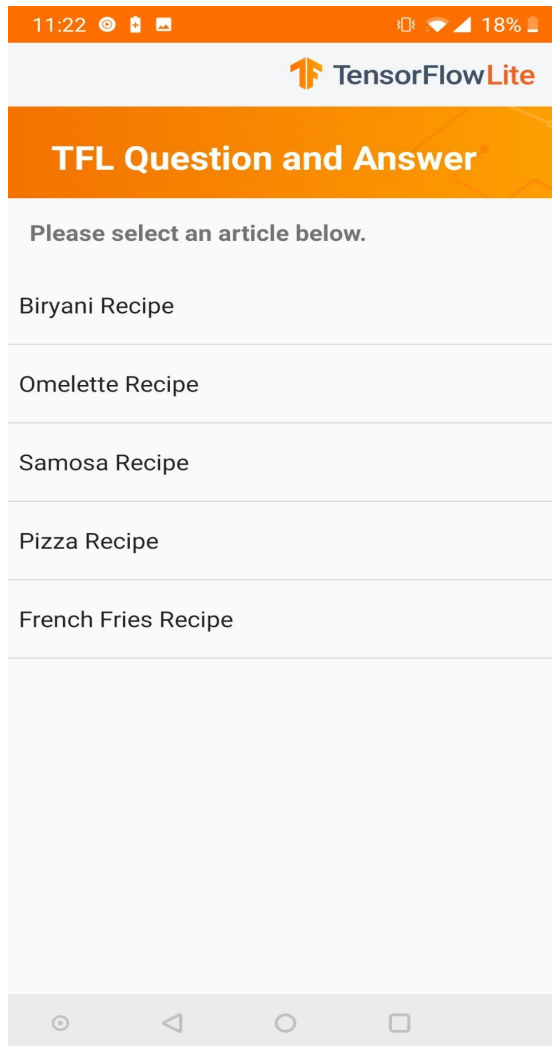 11:22 18%
TensorFlowLite
TFL Question and Answer
Please select an article below.
Biryani Recipe
Omelette Recipe
Samosa Recipe
Pizza Recipe
French Fries Recipe